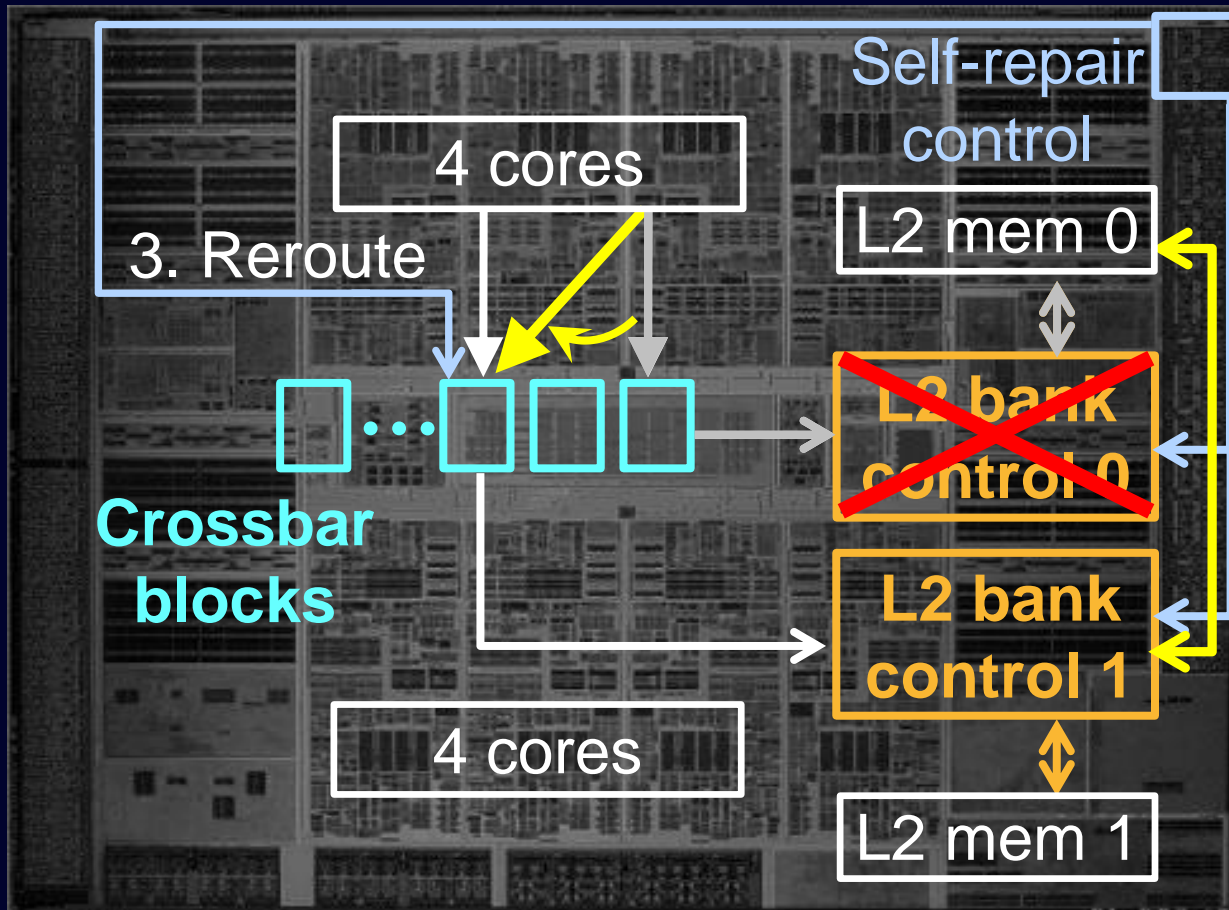 Self-repair
control
4 cores
L2 mem 0
3. Reroute
L2 bank
control 0
Crossbar
blocks
L2 bank
control 1
4 cores
L2 mem 1